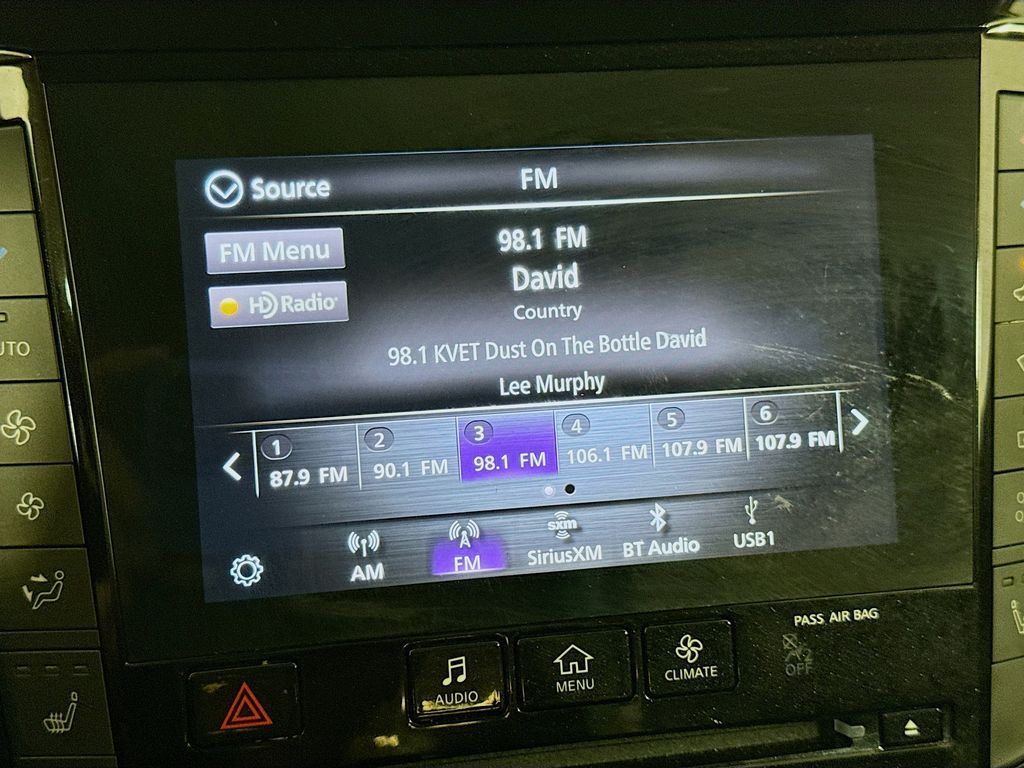 Source
FM
FM Menu
HD Radio
98.1 FM
David
Country
98.1 KVET Dust On The Bottle David
Lee Murphy
1
87.9 FM
2
90.1 FM
3
98.1 FM
4
106.1 FM
5
107.9 FM
6
107.9 FM
AM
FM
sxm
SiriusXM
BT Audio
USB1
AUDIO
MENU
CLIMATE
PASS AIR BAG
OFF
UTO